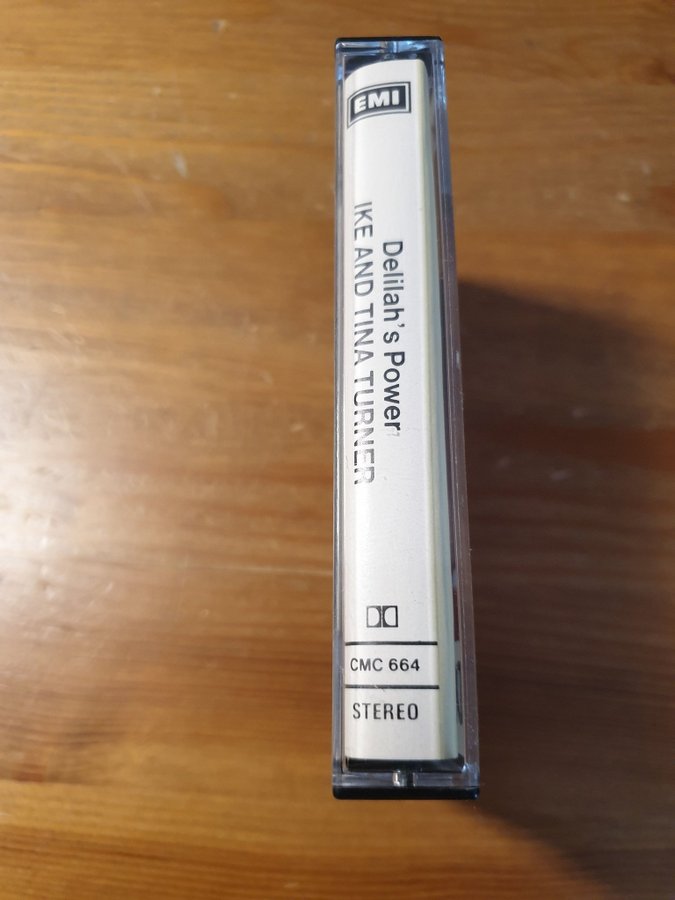 EMI
Delilah's Power
IKE AND TINA TURNER
CMC 664
STEREO